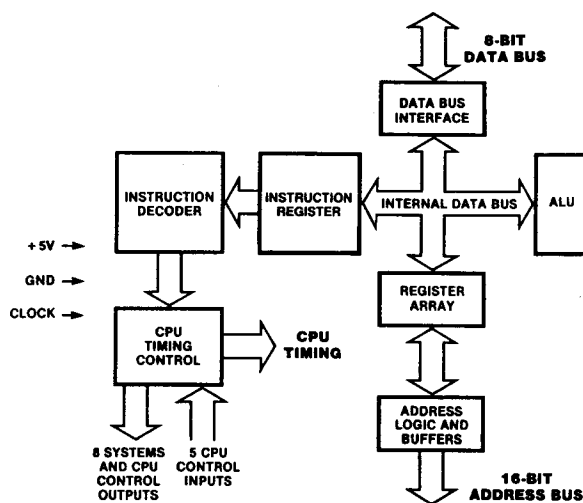 8-BIT
DATA BUS
DATA BUS
INTERFACE
INSTRUCTION
DECODER
INSTRUCTION
REGISTER
INTERNAL DATA BUS
ALU
+5V
GND
CLOCK
REGISTER
ARRAY
CPU
TIMING
CONTROL
CPU
TIMING
ADDRESS
LOGIC AND
BUFFERS
8 SYSTEMS
AND CPU
CONTROL
OUTPUTS
5 CPU
CONTROL
INPUTS
16-BIT
ADDRESS BUS